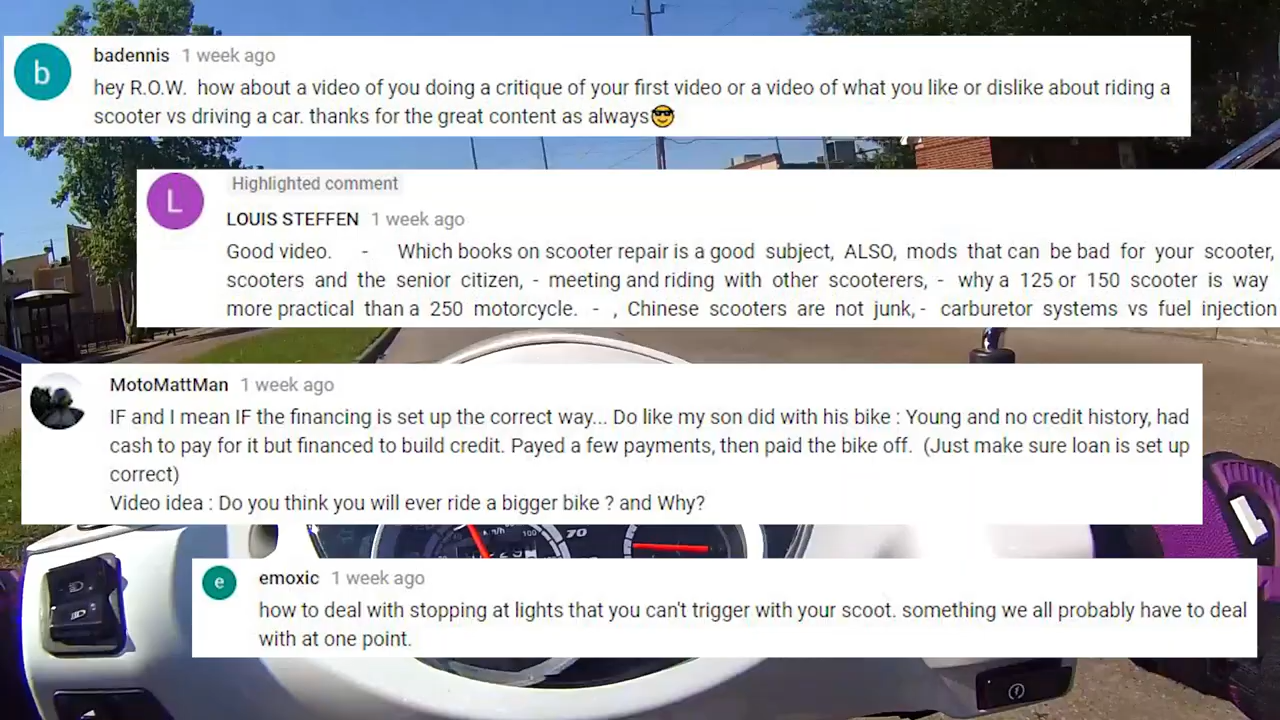 b
badennis 1 week ago
hey R.O.W. how about a video of you doing a critique of your first video or a video of what you like or dislike about riding a
scooter vs driving a car. thanks for the great content as always😎
Highlighted comment
L
LOUIS STEFFEN 1 week ago
Good video. - Which books on scooter repair is a good subject, ALSO, mods that can be bad for your scooter,
scooters and the senior citizen, - meeting and riding with other scooterers, - why a 125 or 150 scooter is way
more practical than a 250 motorcycle. - , Chinese scooters are not junk,- carburetor systems vs fuel injection
MotoMattMan 1 week ago
IF and I mean IF the financing is set up the correct way... Do like my son did with his bike : Young and no credit history, had
cash to pay for it but financed to build credit. Payed a few payments, then paid the bike off. (Just make sure loan is set up
correct)
Video idea : Do you think you will ever ride a bigger bike ? and Why?
km/h 100 70
e
emoxic 1 week ago
how to deal with stopping at lights that you can't trigger with your scoot. something we all probably have to deal
with at one point.